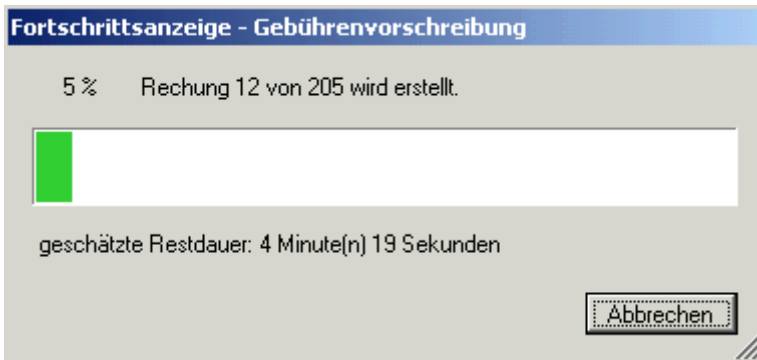 Fortschrittsanzeige - Gebührenvorschreibung
5 % Rechung 12 von 205 wird erstellt.
geschätzte Restdauer: 4 Minute(n) 19 Sekunden
Abbrechen